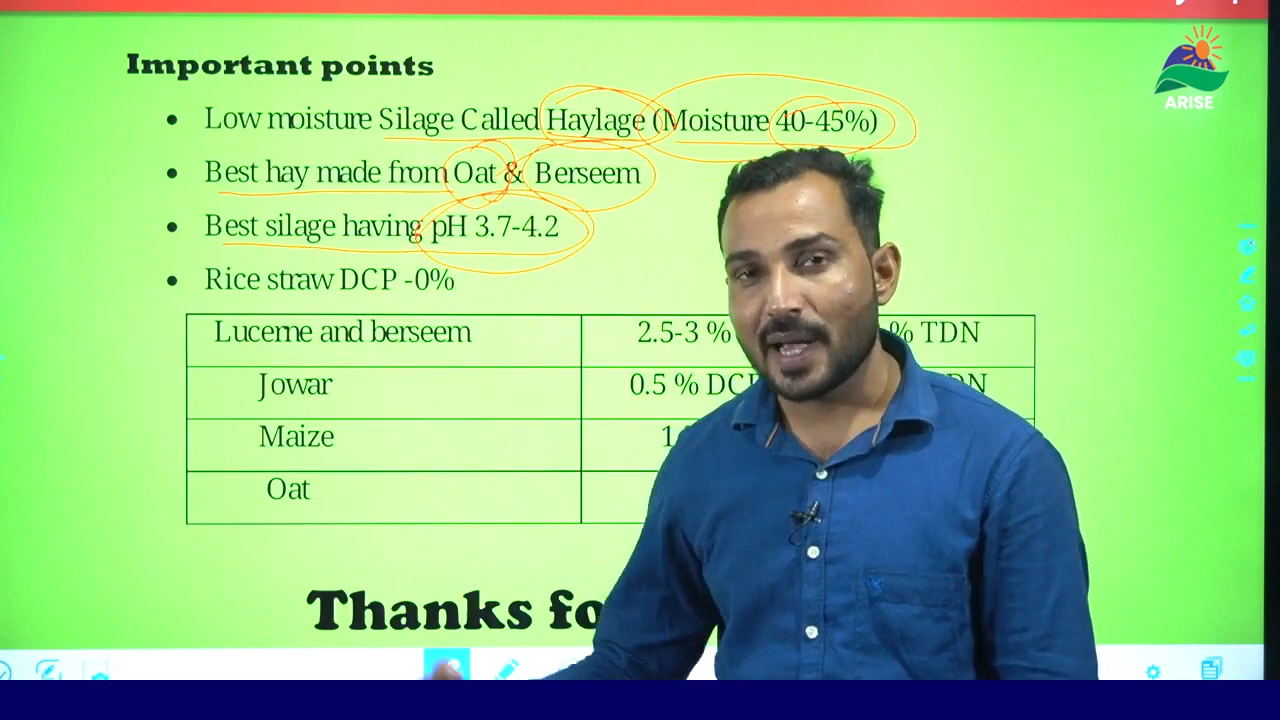 ARISE
Important points
Low moisture Silage Called Haylage (Moisture 40-45%)
Best hay made from Oat & Berseem
Best silage having pH 3.7-4.2
Rice straw DCP -0%
Lucerne and berseem 2.5-3 % % TDN
Jowar 0.5 %
Maize
Oat
Thanks